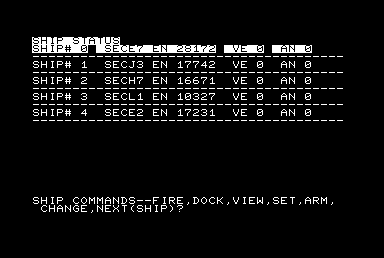 SHIP STATUS
SHIP# 0 SECE7 EN 28172 VE 0 AN 0
SHIP# 1 SECJ3 EN 17742 VE 0 AN 0
SHIP# 2 SECH7 EN 16671 VE 0 AN 0
SHIP# 3 SECL1 EN 10327 VE 0 AN 0
SHIP# 4 SECE2 EN 17231 VE 0 AN 0
SHIP COMMANDS--FIRE,DOCK,VIEW,SET,ARM,
CHANGE,NEXT(SHIP)?